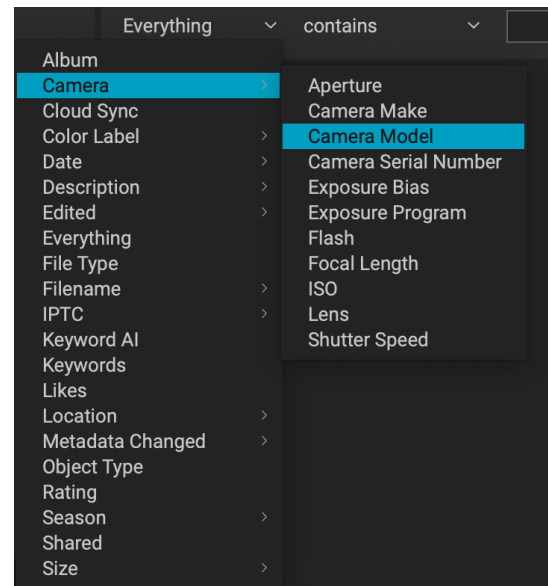 Everything contains
Album
Camera
Cloud Sync
Color Label
Date
Description
Edited
Everything
File Type
Filename
IPTC
Keyword AI
Keywords
Likes
Location
Metadata Changed
Object Type
Rating
Season
Shared
Size
Aperture
Camera Make
Camera Model
Camera Serial Number
Exposure Bias
Exposure Program
Flash
Focal Length
ISO
Lens
Shutter Speed